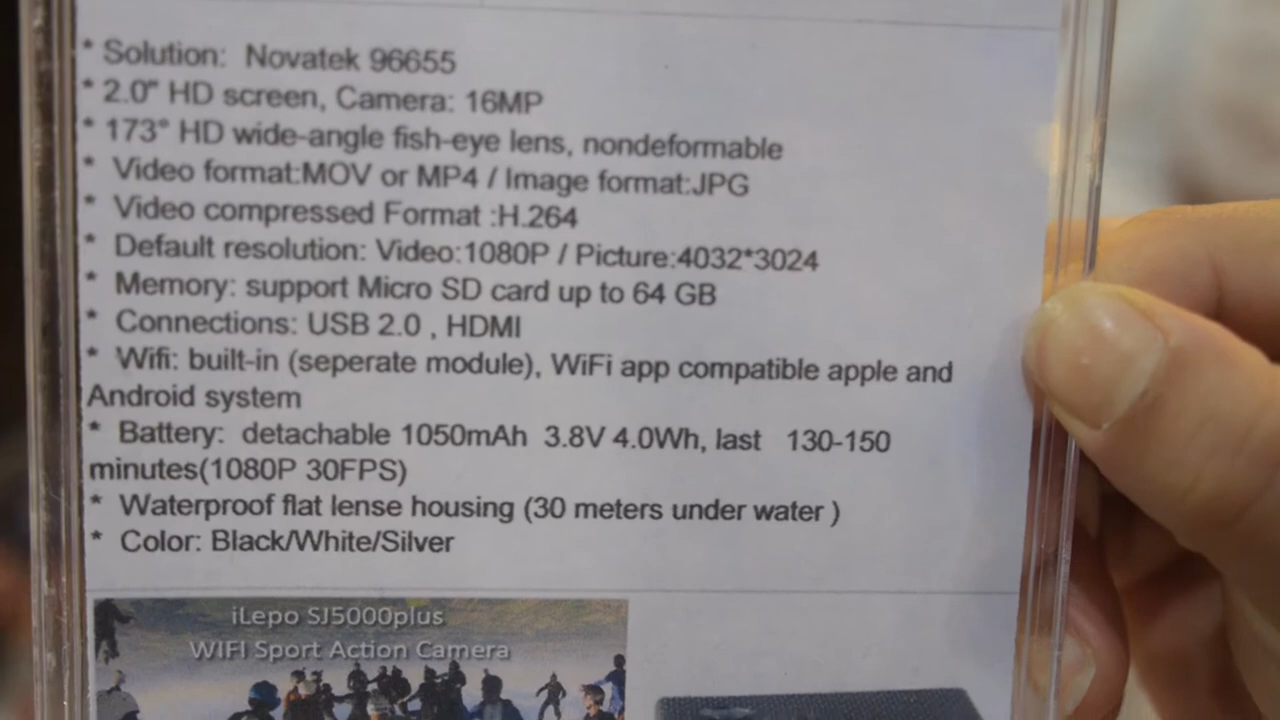 * Solution: Novatek 96655
* 2.0" HD screen, Camera: 16MP
* 173° HD wide-angle fish-eye lens, nondeformable
* Video format:MOV or MP4 / Image format:JPG
* Video compressed Format :H.264
* Default resolution: Video:1080P / Picture:4032*3024
* Memory: support Micro SD card up to 64 GB
* Connections: USB 2.0 , HDMI
* Wifi: built-in (seperate module), WiFi app compatible apple and
Android system
* Battery: detachable 1050mAh 3.8V 4.0Wh, last 130-150
minutes(1080P 30FPS)
* Waterproof flat lense housing (30 meters under water )
* Color: Black/White/Silver
iLepo SJ5000plus
WIFI Sport Action Camera